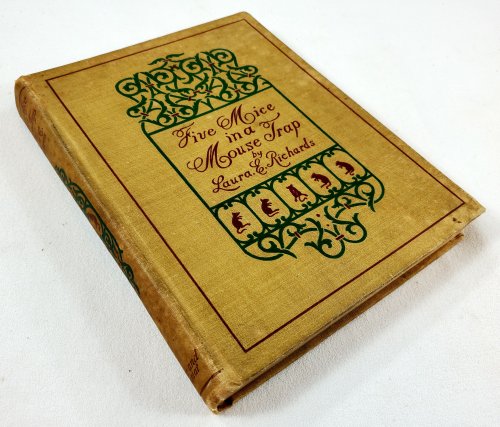 Five Mice
in a
Mouse Trap
by
Laura E. Richards